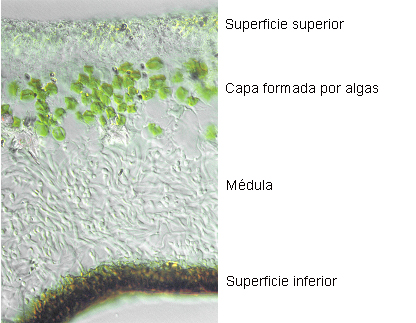 Superficie superior
Capa formada por algas
Médula
Superficie inferior